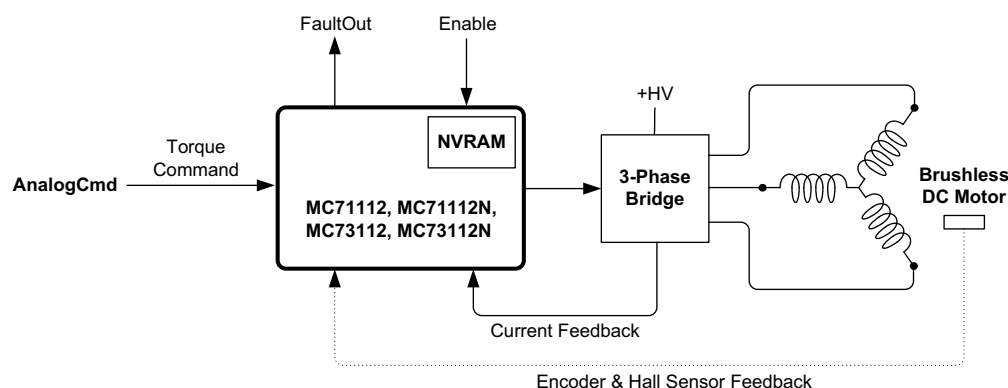 FaultOut
Enable
+HV
NVRAM
Torque
Command
AnalogCmd
MC71112, MC71112N,
MC73112, MC73112N
3-Phase
Bridge
Brushless
DC Motor
Current Feedback
Encoder & Hall Sensor Feedback